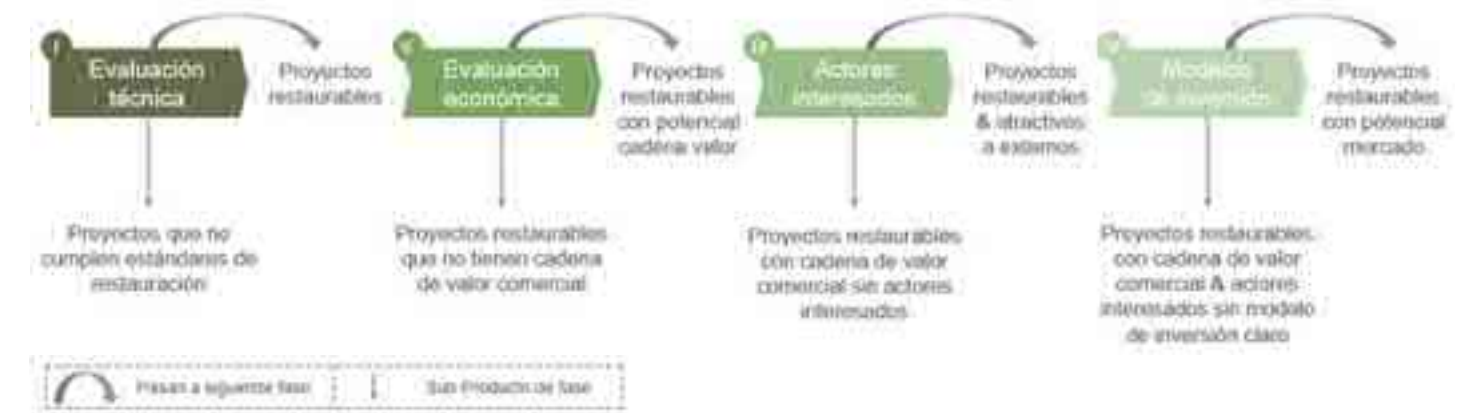 Evaluación
técnica
Proyectos
restaurables
Proyectos que no
cumplen estándares de
restauración
Evaluación
económica
Proyectos
restaurables
con potencial
cadena valor
Proyectos restaurables
que no tienen cadena
de valor comercial
Actores
interesados
Proyectos
restaurables
& atractivos
a externos
Proyectos restaurables
con cadena de valor
comercial sin actores
interesados
Modelo
de inversión
Proyectos
restaurables
con potencial
mercado
Proyectos restaurables
con cadena de valor
comercial & actores
interesados sin modelo
de inversión claro
Pasan a siguiente fase
Sub Producto de fase